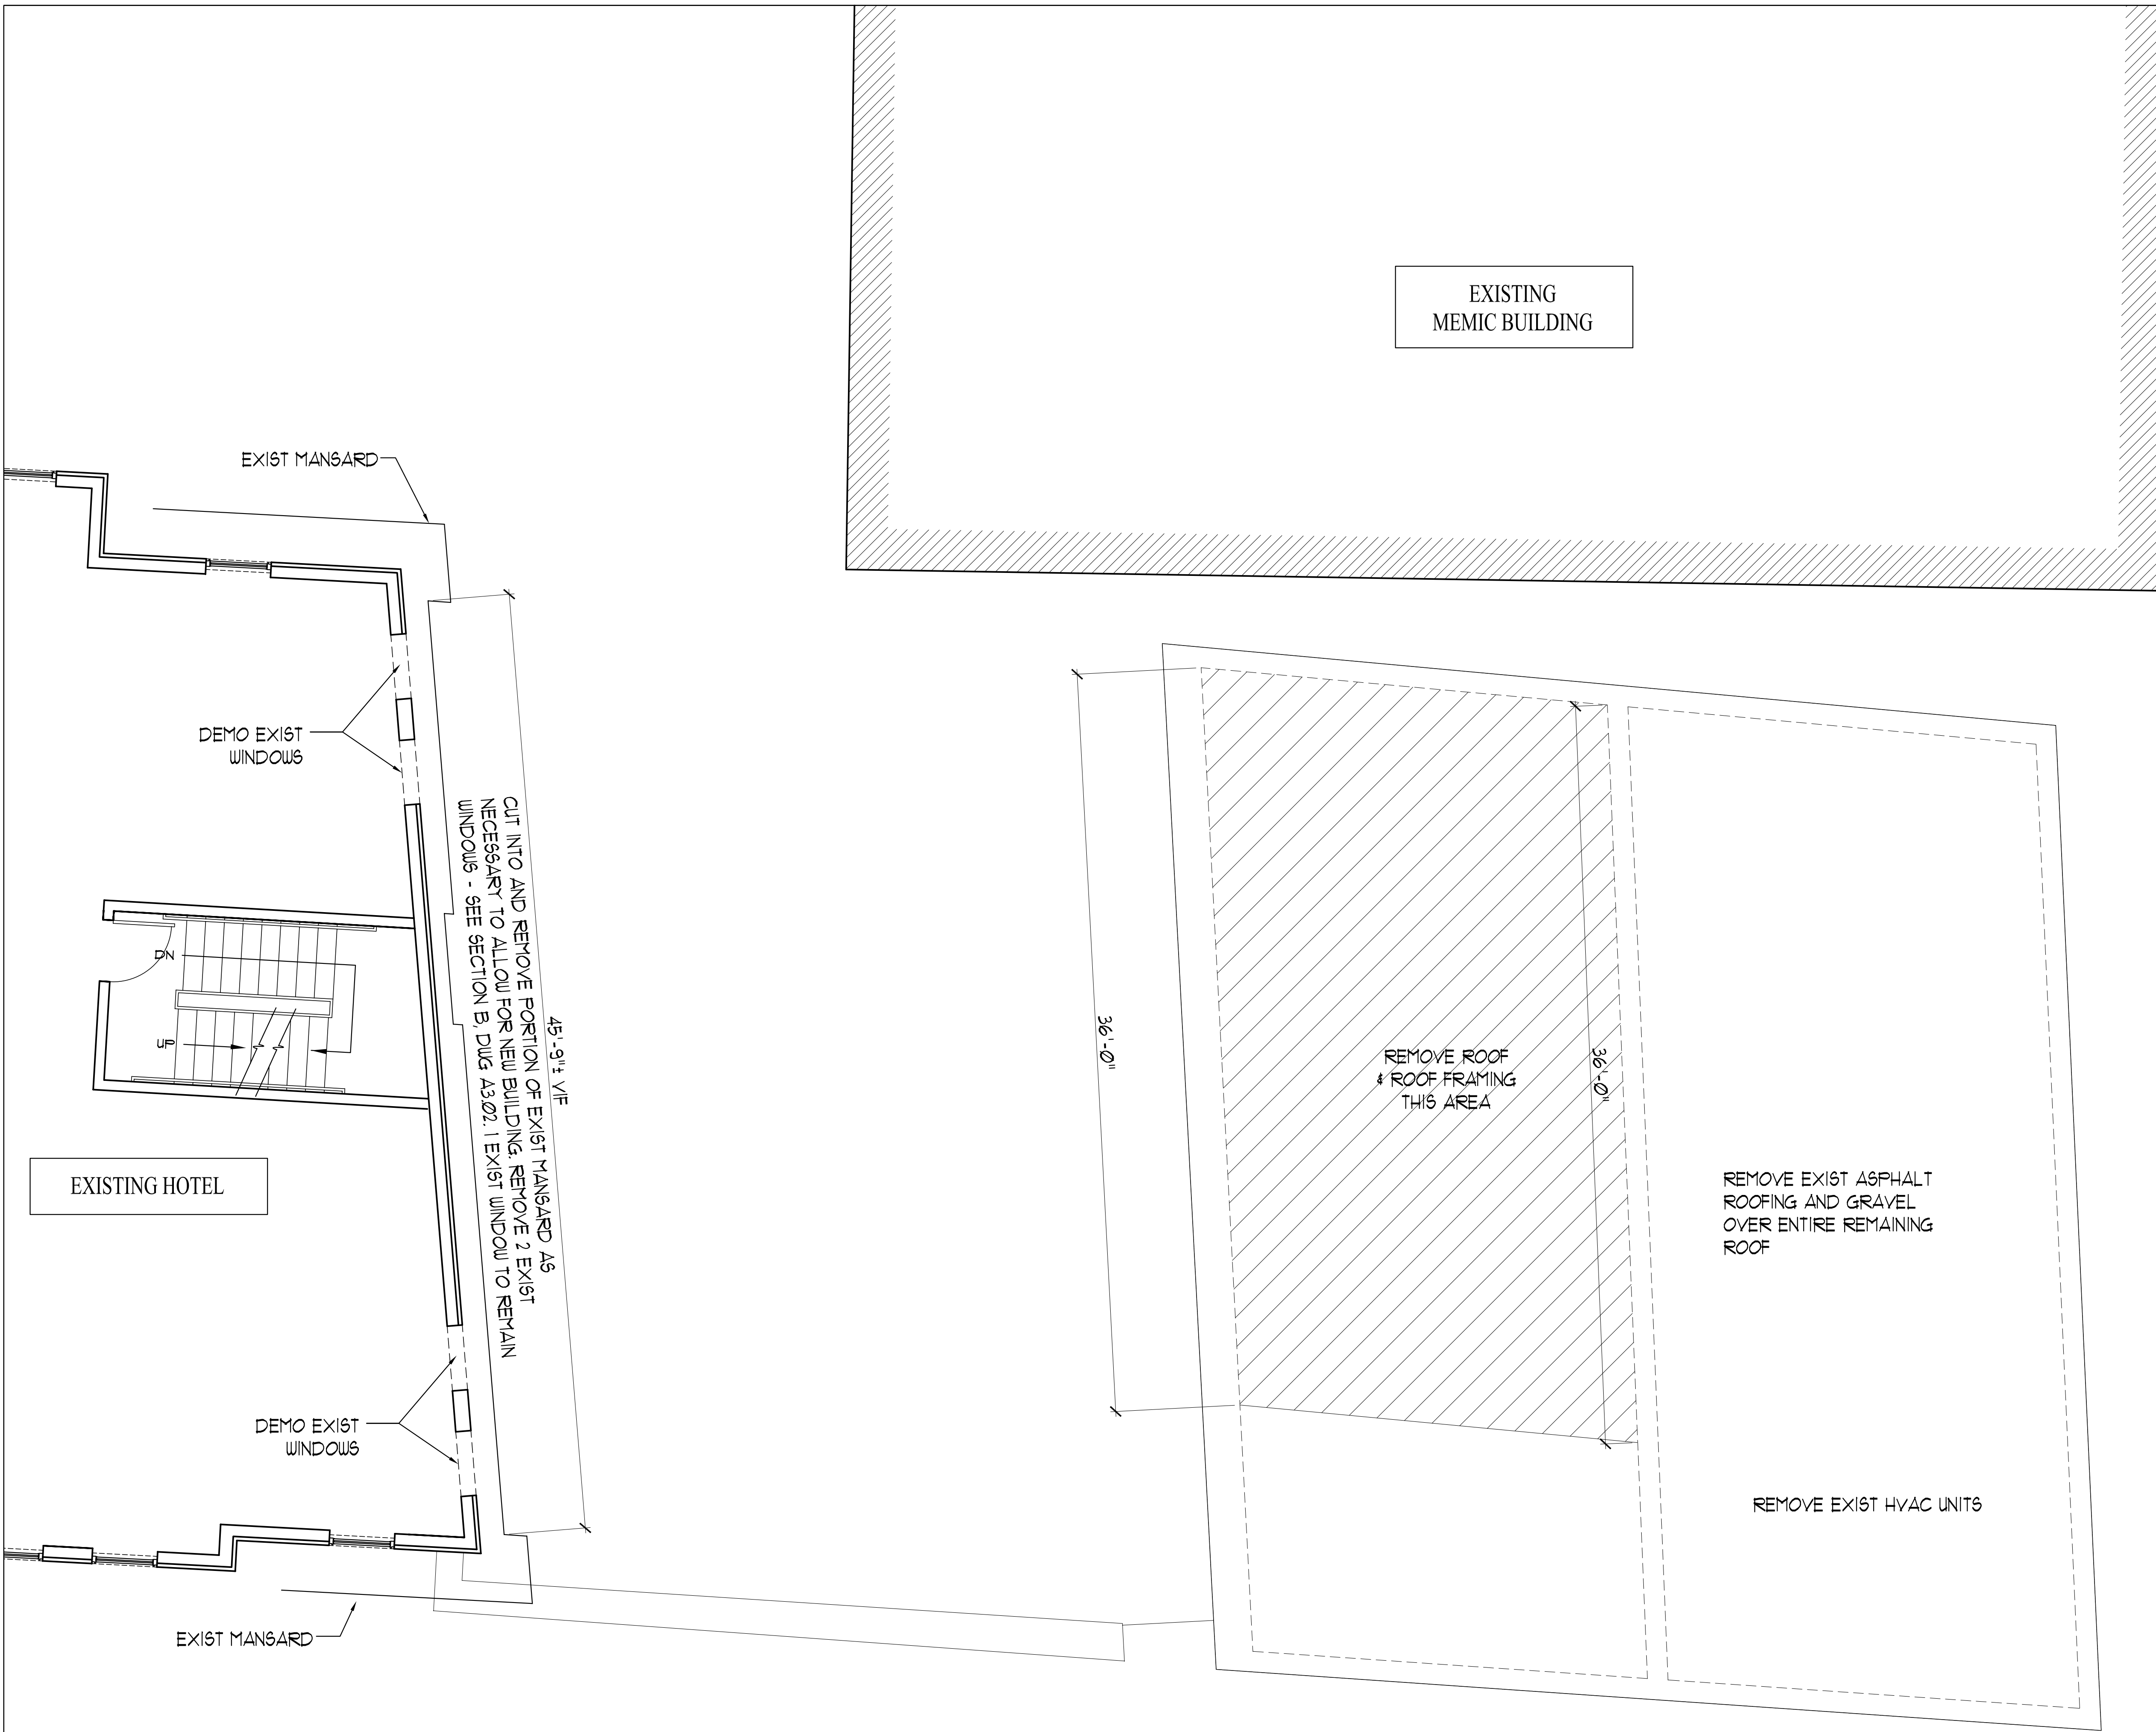 EXISTING
MEMIC BUILDING
EXIST MANSARD
DEMO EXIST
WINDOWS
45'-9"± VIF
CUT INTO AND REMOVE PORTION OF EXIST MANSARD AS
NECESSARY TO ALLOW FOR NEW BUILDING. REMOVE 2 EXIST
WINDOWS - SEE SECTION B, DWG A3.02. 1 EXIST WINDOW TO REMAIN
DN
UP
36'-0"
REMOVE ROOF
& ROOF FRAMING
THIS AREA
36'-0"
EXISTING HOTEL
REMOVE EXIST ASPHALT
ROOFING AND GRAVEL
OVER ENTIRE REMAINING
ROOF
DEMO EXIST
WINDOWS
REMOVE EXIST HVAC UNITS
EXIST MANSARD